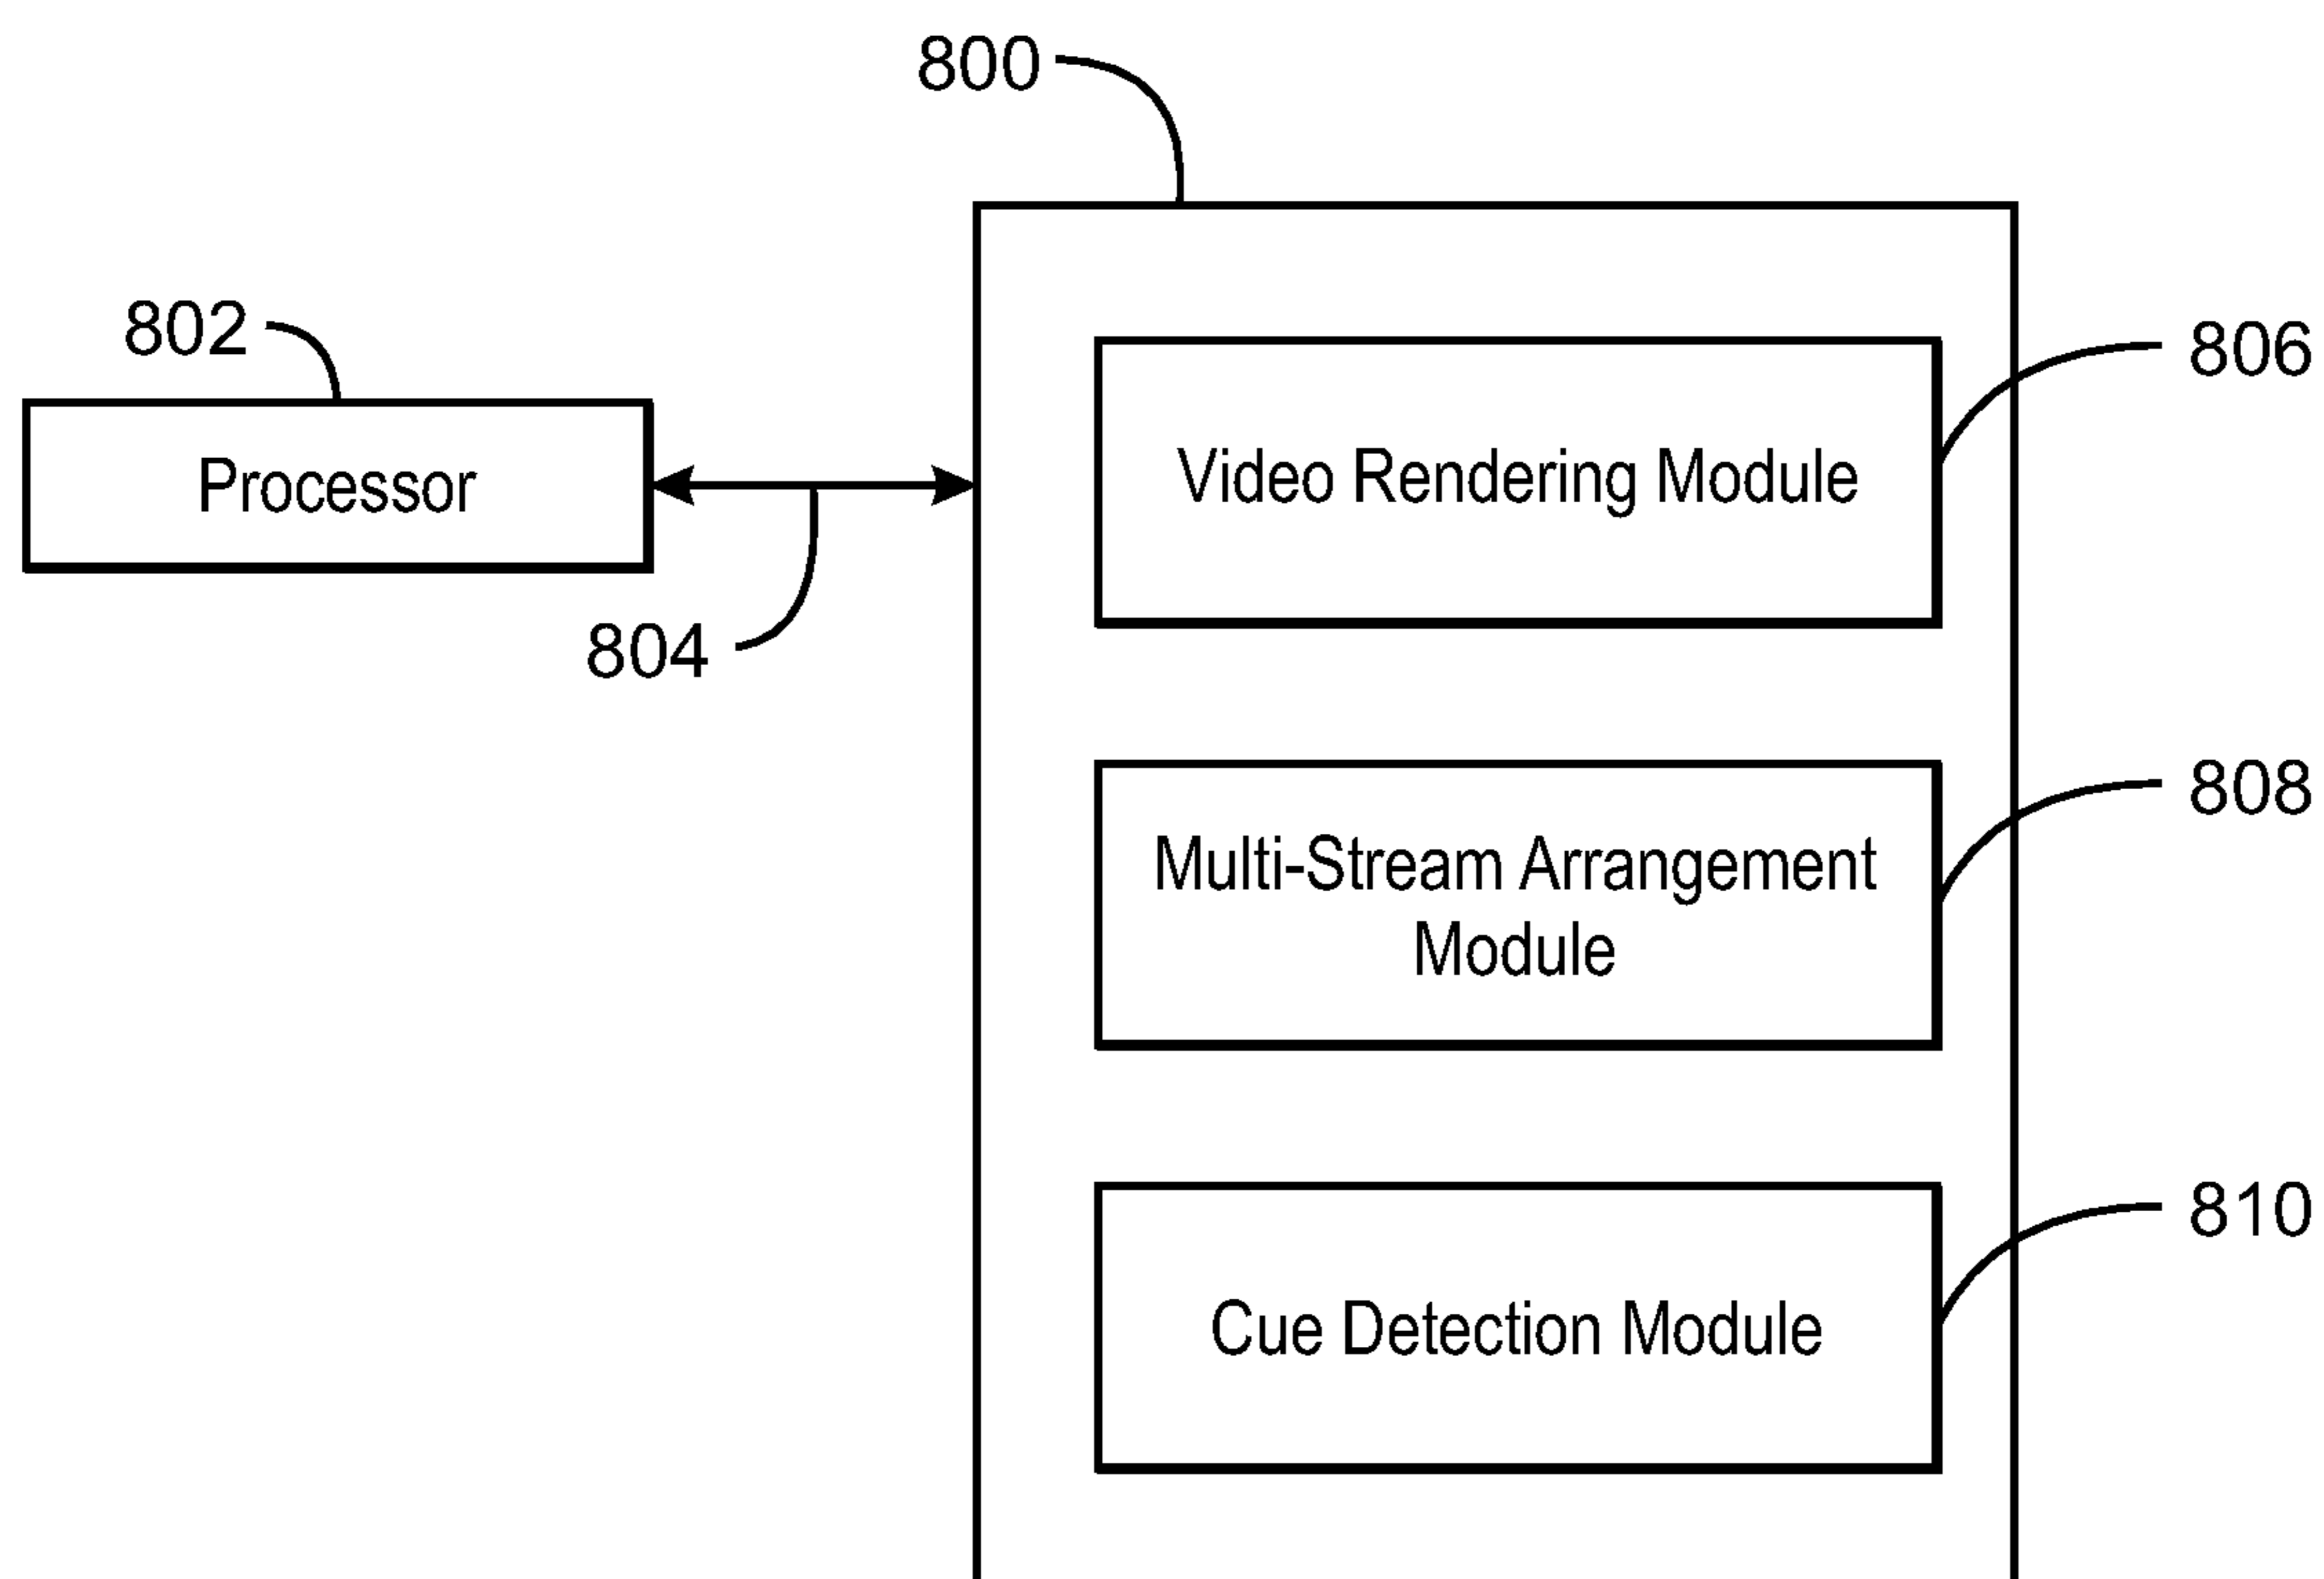 800
802
Processor
804
806
Video Rendering Module
808
Multi-Stream Arrangement
Module
810
Cue Detection Module